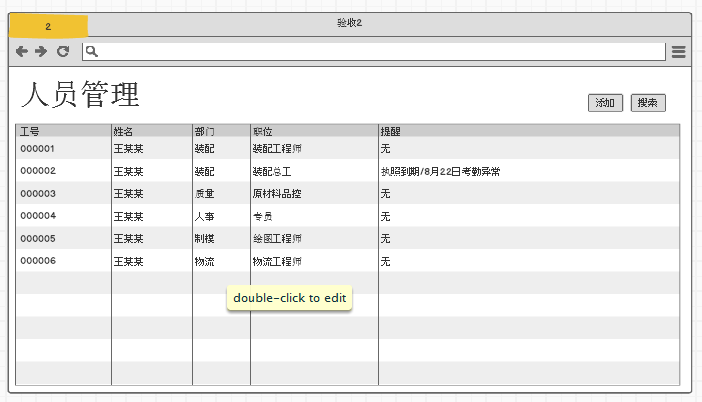 2
验收2
人员管理
添加 搜索
工号 姓名 部门 职位 提醒
000001 王某某 装配 装配工程师 无
000002 王某某 装配 装配总工 执照到期/8月22日考勤异常
000003 王某某 质量 原材料品控 无
000004 王某某 人事 专员 无
000005 王某某 制模 绘图工程师 无
000006 王某某 物流 物流工程师 无
double-click to edit